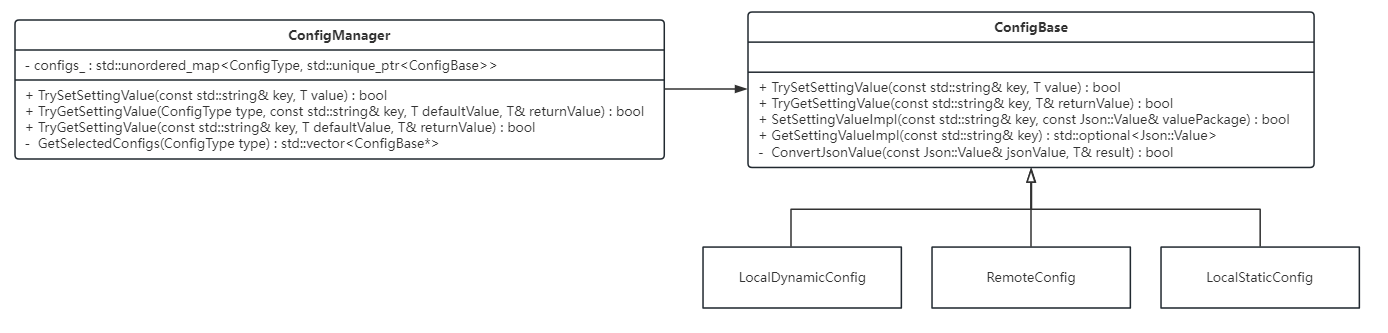 ConfigManager
- configs_ : std::unordered_map<ConfigType, std::unique_ptr<ConfigBase>>
+ TrySetSettingValue(const std::string& key, T value) : bool
+ TryGetSettingValue(ConfigType type, const std::string& key, T defaultValue, T& returnValue) : bool
+ TryGetSettingValue(const std::string& key, T defaultValue, T& returnValue) : bool
- GetSelectedConfigs(ConfigType type) : std::vector<ConfigBase*>
ConfigBase
+ TrySetSettingValue(const std::string& key, T value) : bool
+ TryGetSettingValue(const std::string& key, T& returnValue) : bool
+ SetSettingValueImpl(const std::string& key, const Json::Value& valuePackage) : bool
+ GetSettingValueImpl(const std::string& key) : std::optional<Json::Value>
- ConvertJsonValue(const Json::Value& jsonValue, T& result) : bool
LocalDynamicConfig
RemoteConfig
LocalStaticConfig